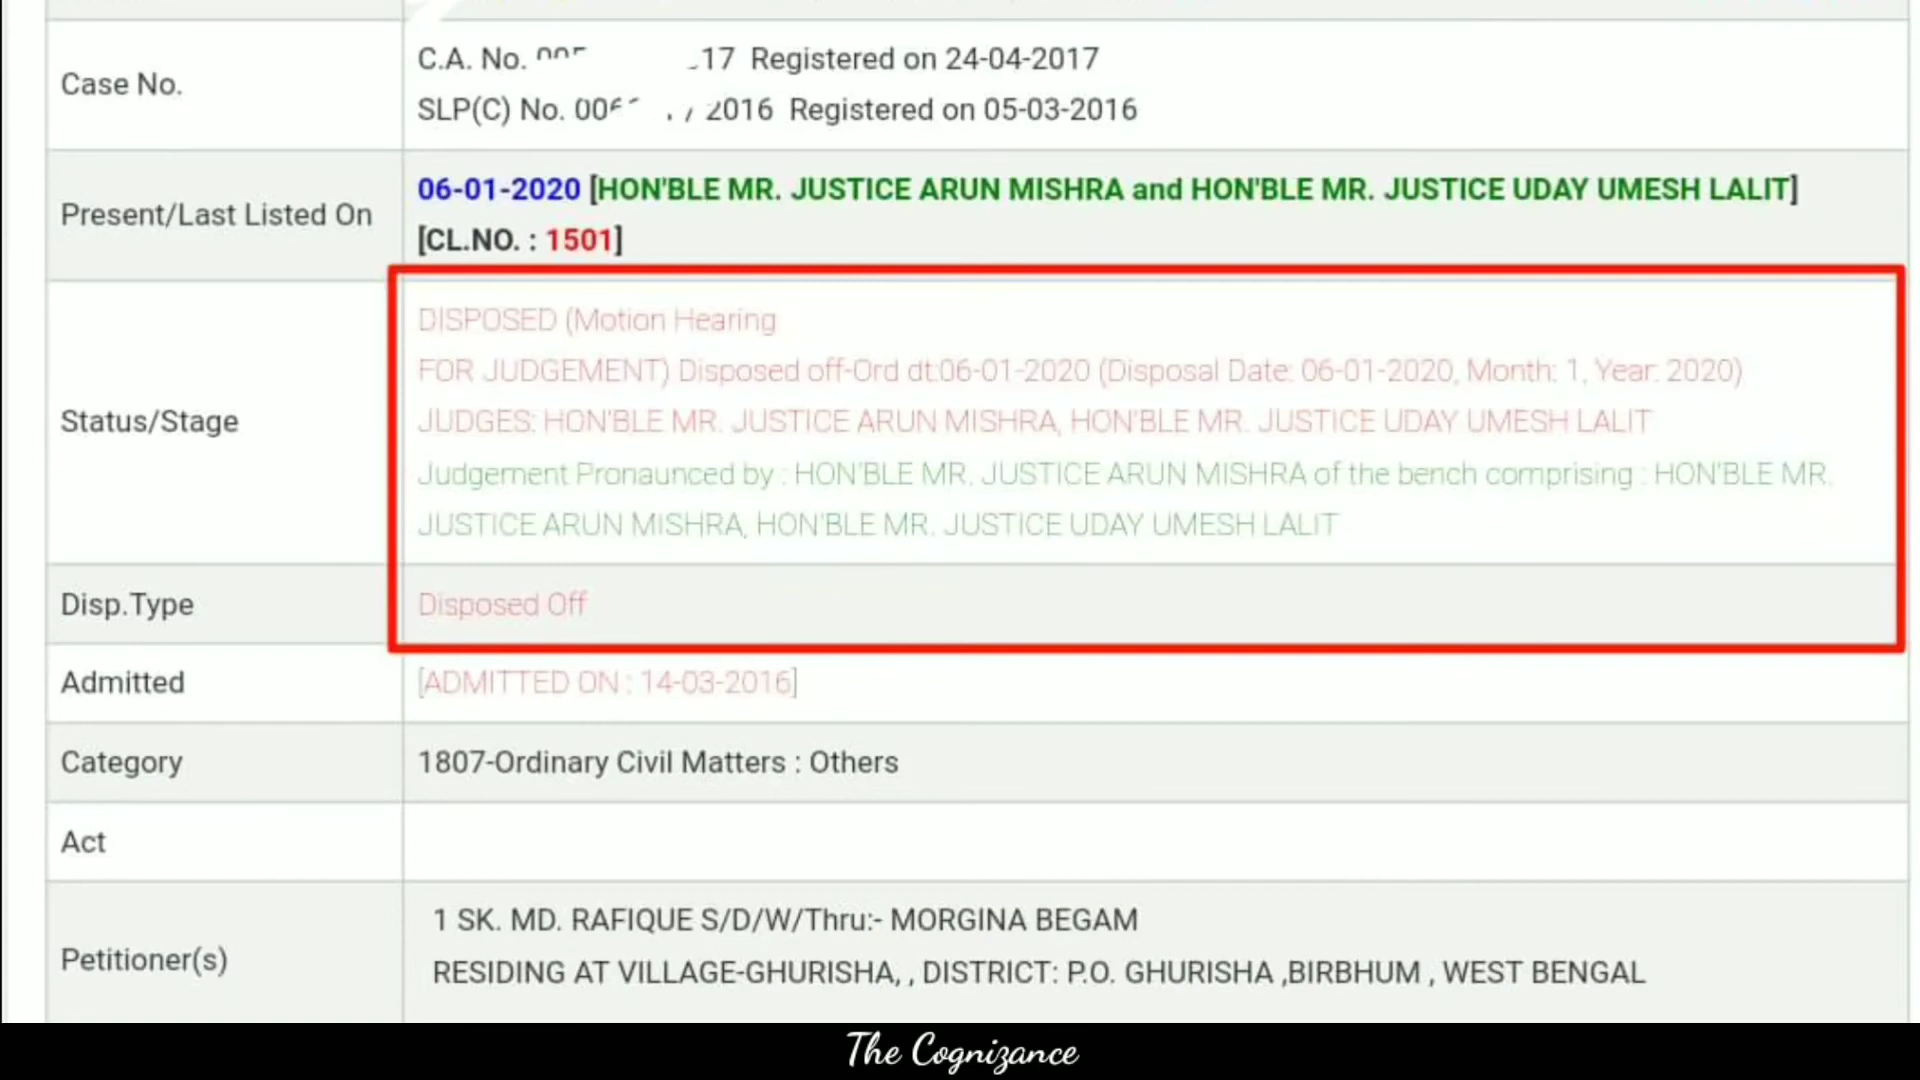 Case No.
C.A. No. 17 Registered on 24-04-2017
SLP(C) No. 2016 Registered on 05-03-2016
Present/Last Listed On
06-01-2020 [HON'BLE MR. JUSTICE ARUN MISHRA and HON'BLE MR. JUSTICE UDAY UMESH LALIT]
[CL.NO. : 1501]
Status/Stage
DISPOSED (Motion Hearing
FOR JUDGEMENT) Disposed off-Ord dt:06-01-2020 (Disposal Date: 06-01-2020, Month: 1, Year: 2020)
JUDGES: HON'BLE MR. JUSTICE ARUN MISHRA, HON'BLE MR. JUSTICE UDAY UMESH LALIT
Judgement Pronaunced by : HON'BLE MR. JUSTICE ARUN MISHRA of the bench comprising : HON'BLE MR.
JUSTICE ARUN MISHRA, HON'BLE MR. JUSTICE UDAY UMESH LALIT
Disp.Type
Disposed Off
Admitted
[ADMITTED ON : 14-03-2016]
Category
1807-Ordinary Civil Matters : Others
Act
Petitioner(s)
1 SK. MD. RAFIQUE S/D/W/Thru:- MORGINA BEGAM
RESIDING AT VILLAGE-GHURISHA, , DISTRICT: P.O. GHURISHA ,BIRBHUM , WEST BENGAL
The Cognizance